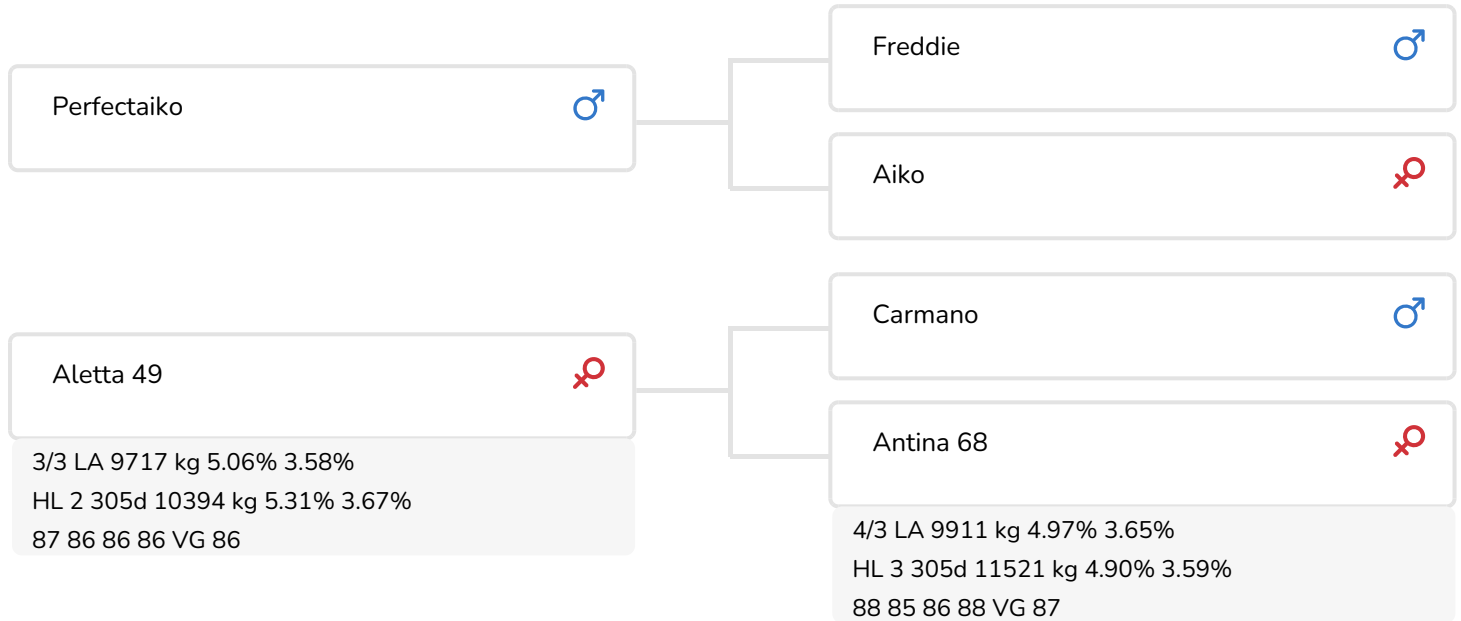 Freddie
Perfectaiko
Aiko
Carmano
Aletta 49
Antina 68
3/3 LA 9717 kg 5.06% 3.58%
HL 2 305d 10394 kg 5.31% 3.67%
87 86 86 86 VG 86
4/3 LA 9911 kg 4.97% 3.65%
HL 3 305d 11521 kg 4.90% 3.59%
88 85 86 88 VG 87